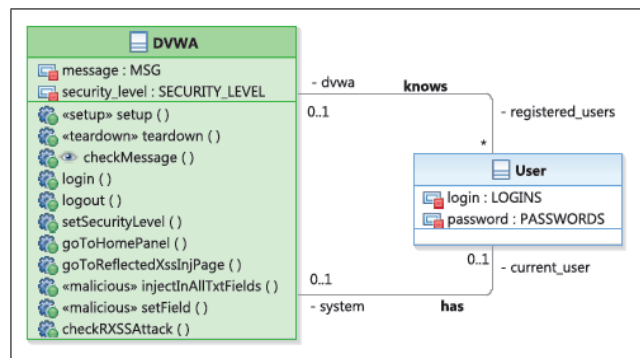 DVWA
message : MSG
security_level : SECURITY_LEVEL
«setup» setup ( )
«teardown» teardown ( )
checkMessage ( )
login ( )
logout ( )
setSecurityLevel ( )
goToHomePanel ( )
goToReflectedXssInjPage ( )
«malicious» injectInAllTxtFields ( )
«malicious» setField ( )
checkRXSSAttack ( )
- dvwa
knows
0..1
- registered_users
*
User
login : LOGINS
password : PASSWORDS
0..1
- current_user
0..1
- system
has